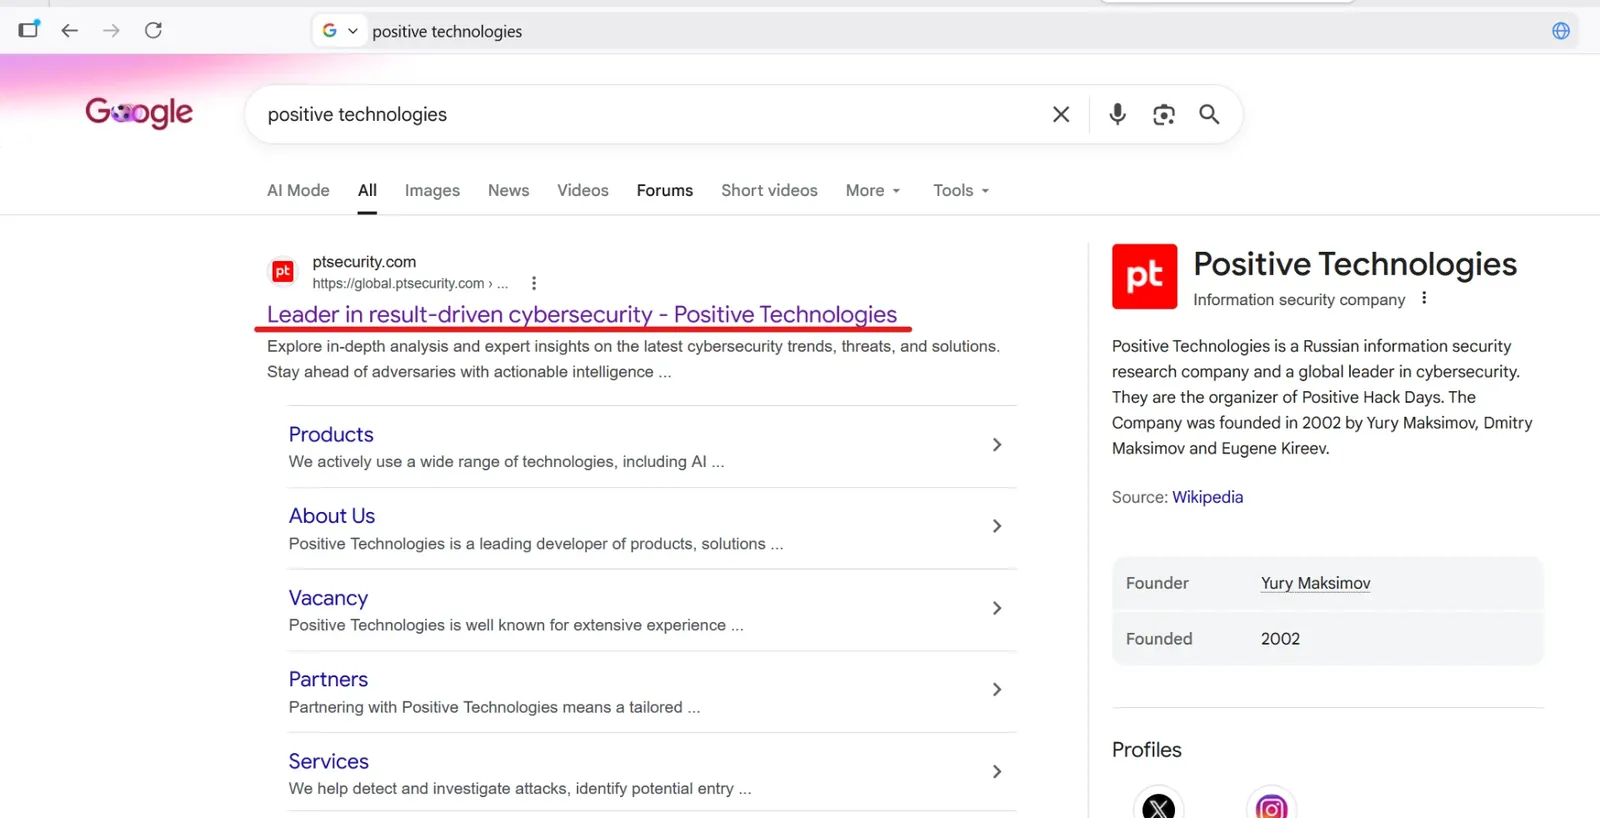 positive technologies
Google
positive technologies
AI Mode All Images News Videos Forums Short videos More Tools
pt
ptsecurity.com
https://global.ptsecurity.com › ...
Leader in result-driven cybersecurity - Positive Technologies
Explore in-depth analysis and expert insights on the latest cybersecurity trends, threats, and solutions.
Stay ahead of adversaries with actionable intelligence ...
Products
We actively use a wide range of technologies, including AI ...
About Us
Positive Technologies is a leading developer of products, solutions ...
Vacancy
Positive Technologies is well known for extensive experience ...
Partners
Partnering with Positive Technologies means a tailored ...
Services
We help detect and investigate attacks, identify potential entry ...
pt
Positive Technologies
Information security company
Positive Technologies is a Russian information security
research company and a global leader in cybersecurity.
They are the organizer of Positive Hack Days. The
Company was founded in 2002 by Yury Maksimov, Dmitry
Maksimov and Eugene Kireev.
Source: Wikipedia
Founder Yury Maksimov
Founded 2002
Profiles